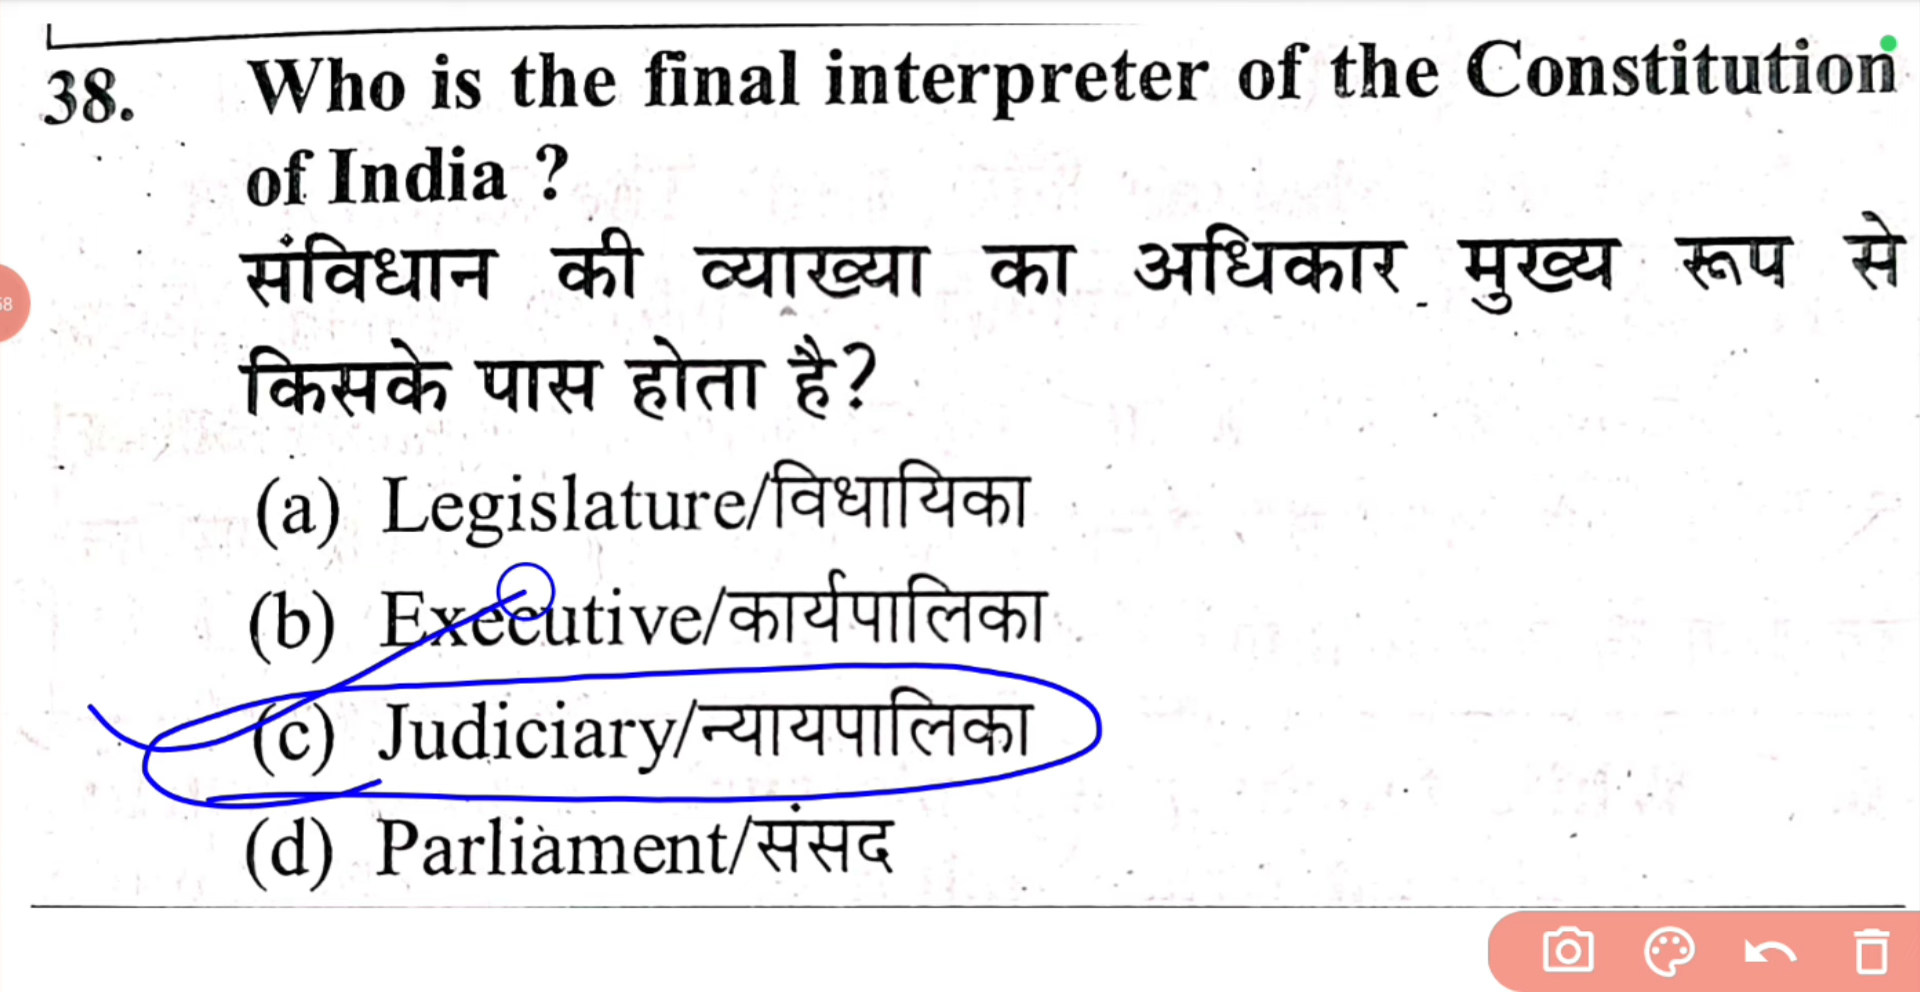 38. Who is the final interpreter of the Constitution
of India ?
संविधान की व्याख्या का अधिकार मुख्य रूप से
किसके पास होता है?
(a) Legislature/विधायिका
(b) Executive/कार्यपालिका
(c) Judiciary/न्यायपालिका
(d) Parliament/संसद